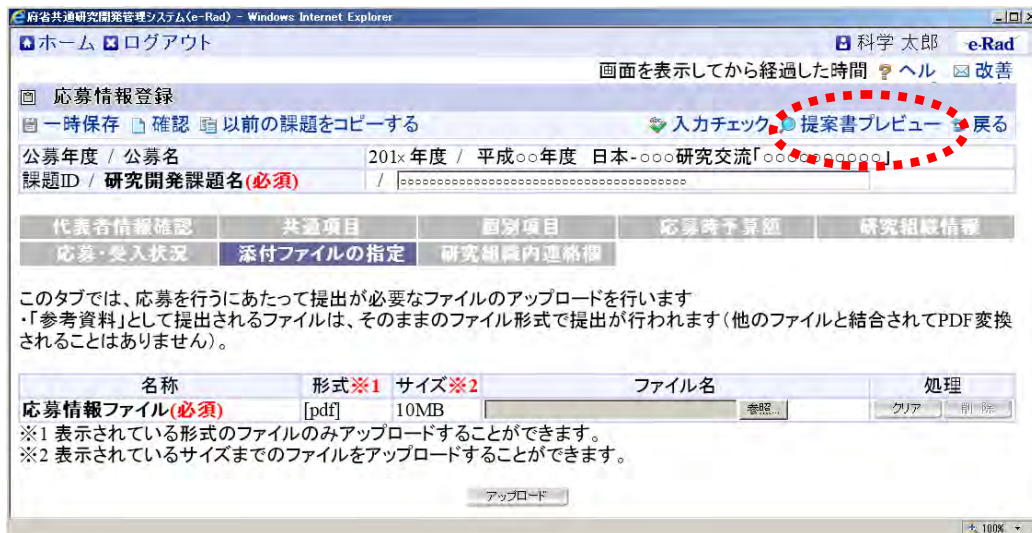 府省共通研究開発管理システム(e-Rad) - Windows Internet Explorer
ホーム ログアウト 科学 太郎 e-Rad
画面を表示してから経過した時間 ヘル 改善
応募情報登録
一時保存 確認 以前の課題をコピーする 入力チェック 提案書プレビュー 戻る
公募年度 / 公募名 201x 年度 / 平成○○年度 日本-○○○研究交流「○○○○○○○○○○」
課題ID / 研究開発課題名(必須) / ○○○○○○○○○○○○○○○○○○○○○○○○○○○○○○○○○○○○
代表者情報確認 共通項目 個別項目 応募時予算額 研究組織情報
応募・受入状況 添付ファイルの指定 研究組織内連絡欄
このタブでは、応募を行うにあたって提出が必要なファイルのアップロードを行います
・「参考資料」として提出されるファイルは、そのままのファイル形式で提出が行われます(他のファイルと結合されてPDF変換
されることはありません)。
名称 形式※1 サイズ※2 ファイル名 処理
応募情報ファイル(必須) [pdf] 10MB 参照... クリア 削除
※1 表示されている形式のファイルのみアップロードすることができます。
※2 表示されているサイズまでのファイルをアップロードすることができます。
アップロード
100%